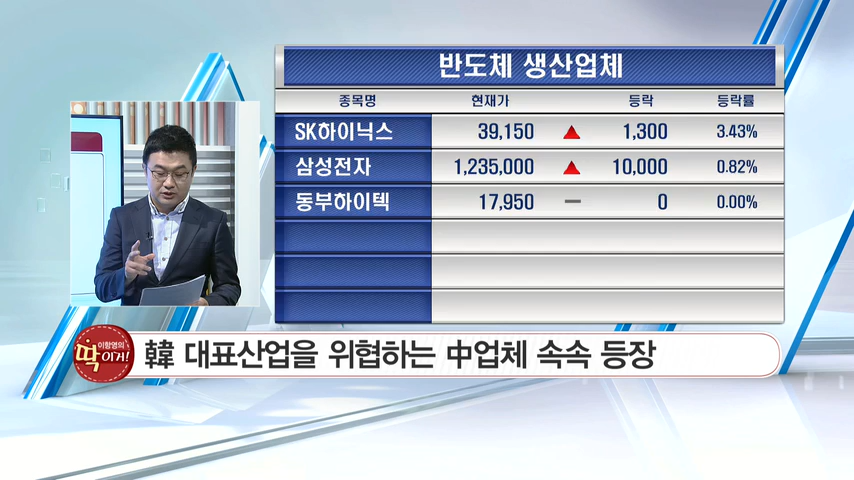 반도체 생산업체
종목명 현재가 등락 등락률
SK하이닉스 39,150 ▲ 1,300 3.43%
삼성전자 1,235,000 ▲ 10,000 0.82%
동부하이텍 17,950 － 0 0.00%
이항영의
딱 이거!
韓 대표산업을 위협하는 中업체 속속 등장